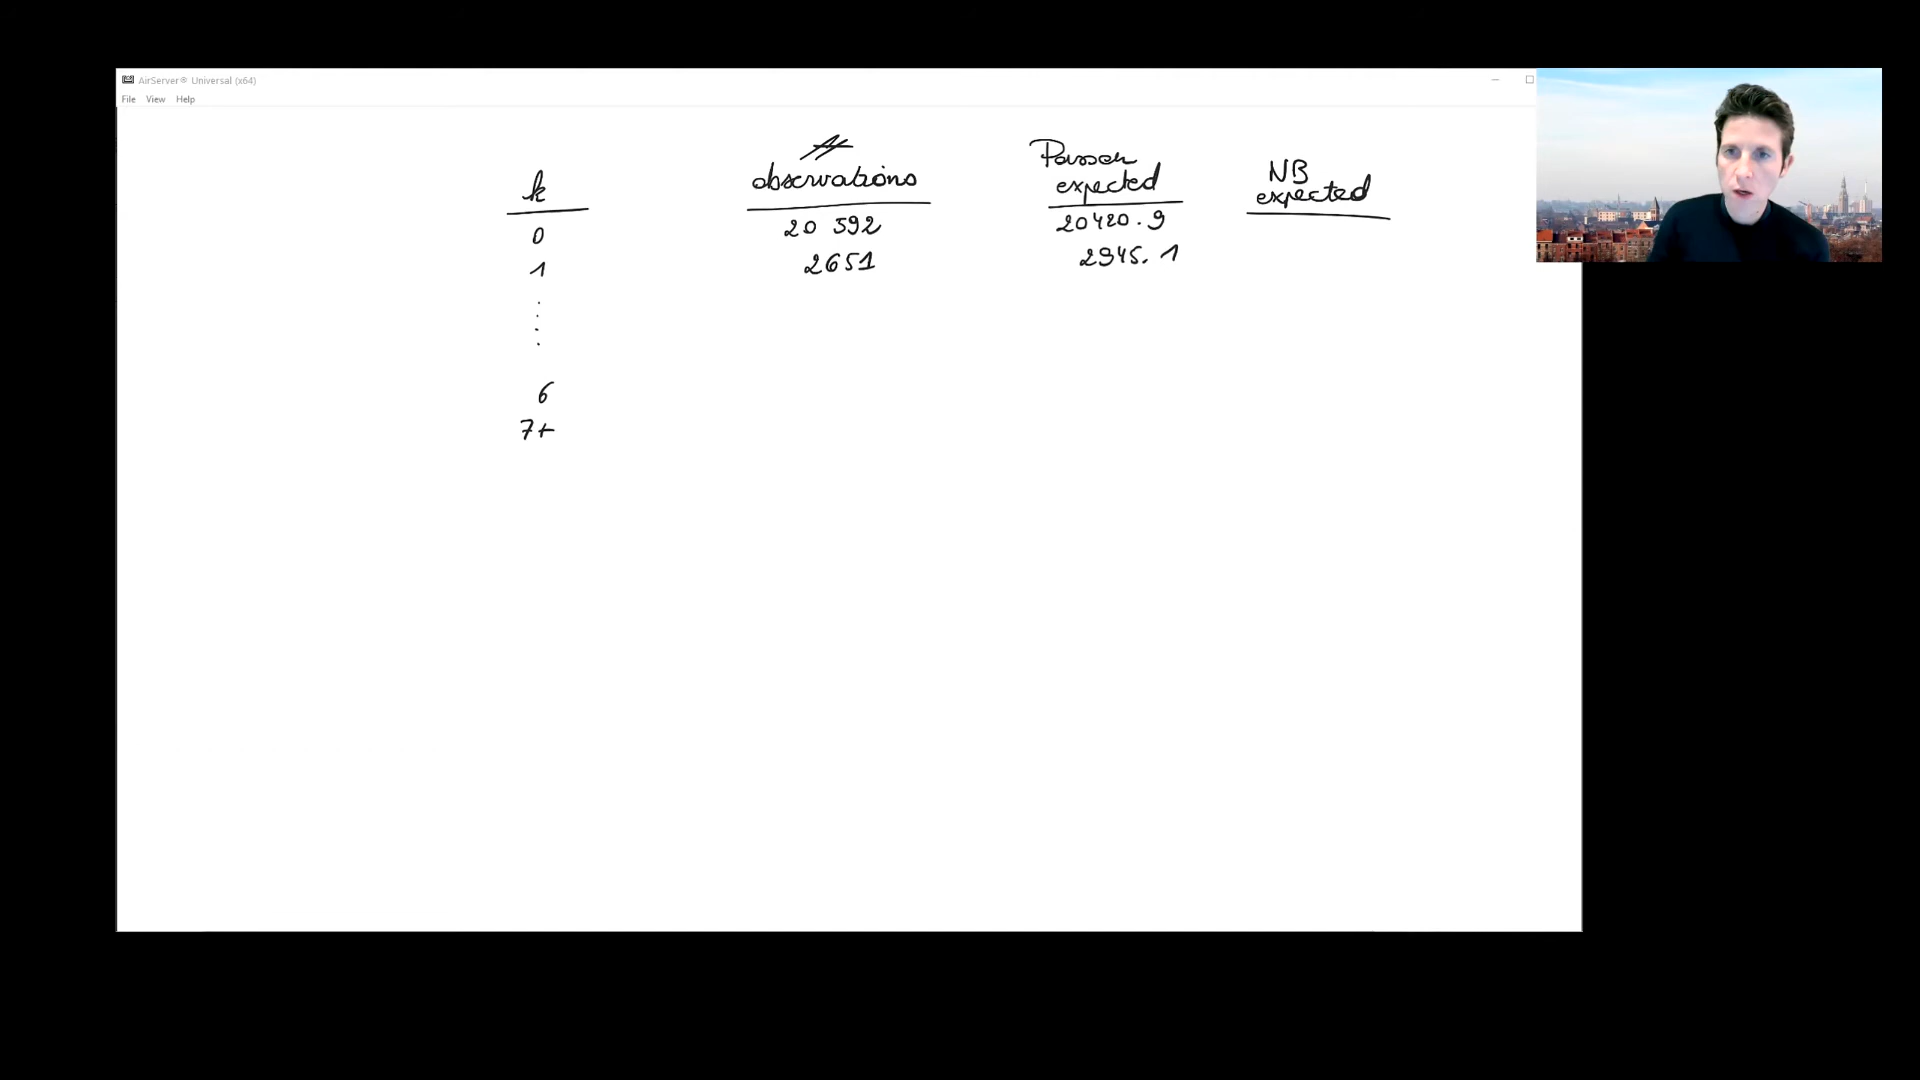 AirServer® Universal (x64)
File View Help
#
k observations Poisson expected NB expected
0 20 592 20420.9
1 2651 2945.1
6
7+